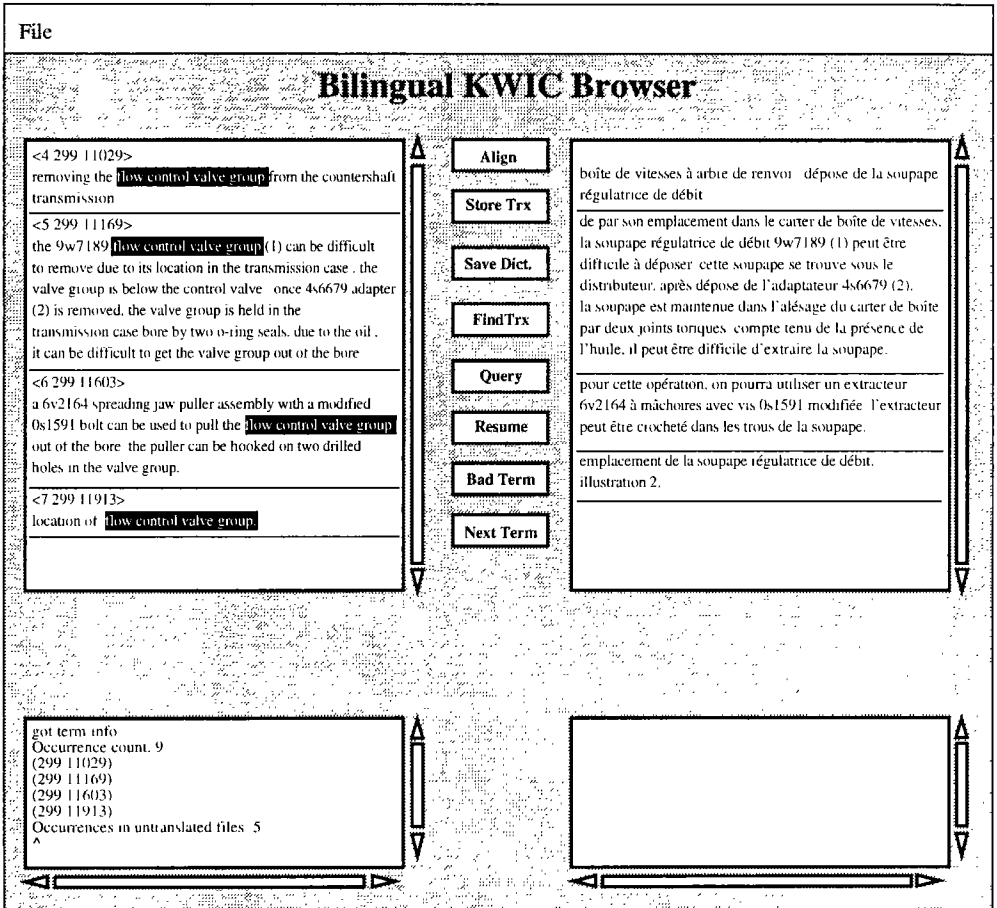 File
Bilingual KWIC Browser
<4 299 11029>
removing the flow control valve group from the countershaft
transmission
<5 299 11169>
the 9w7189 flow control valve group (1) can be difficult
to remove due to its location in the transmission case . the
valve group is below the control valve once 4s6679 adapter
(2) is removed, the valve group is held in the
transmission case bore by two o-ring seals. due to the oil ,
it can be difficult to get the valve group out of the bore
<6 299 11603>
a 6v2164 spreading jaw puller assembly with a modified
0s1591 bolt can be used to pull the flow control valve group
out of the bore the puller can be hooked on two drilled
holes in the valve group.
<7 299 11913>
location of flow control valve group.
Align
Store Trx
Save Dict.
FindTrx
Query
Resume
Bad Term
Next Term
boîte de vitesses à arbre de renvoi dépose de la soupape
régulatrice de débit
de par son emplacement dans le carter de boîte de vitesses,
la soupape régulatrice de débit 9w7189 (1) peut être
difficile à déposer cette soupape se trouve sous le
distributeur. après dépose de l'adaptateur 4s6679 (2),
la soupape est maintenue dans l'alésage du carter de boîte
par deux joints toriques compte tenu de la présence de
l'huile, il peut être difficile d'extraire la soupape.
pour cette opération, on pourra utiliser un extracteur
6v2164 à mâchoires avec vis 0s1591 modifiée l'extracteur
peut être crocheté dans les trous de la soupape.
emplacement de la soupape régulatrice de débit.
illustration 2.
got term info
Occurrence count. 9
(299 11029)
(299 11169)
(299 11603)
(299 11913)
Occurrences in untranslated files 5
^